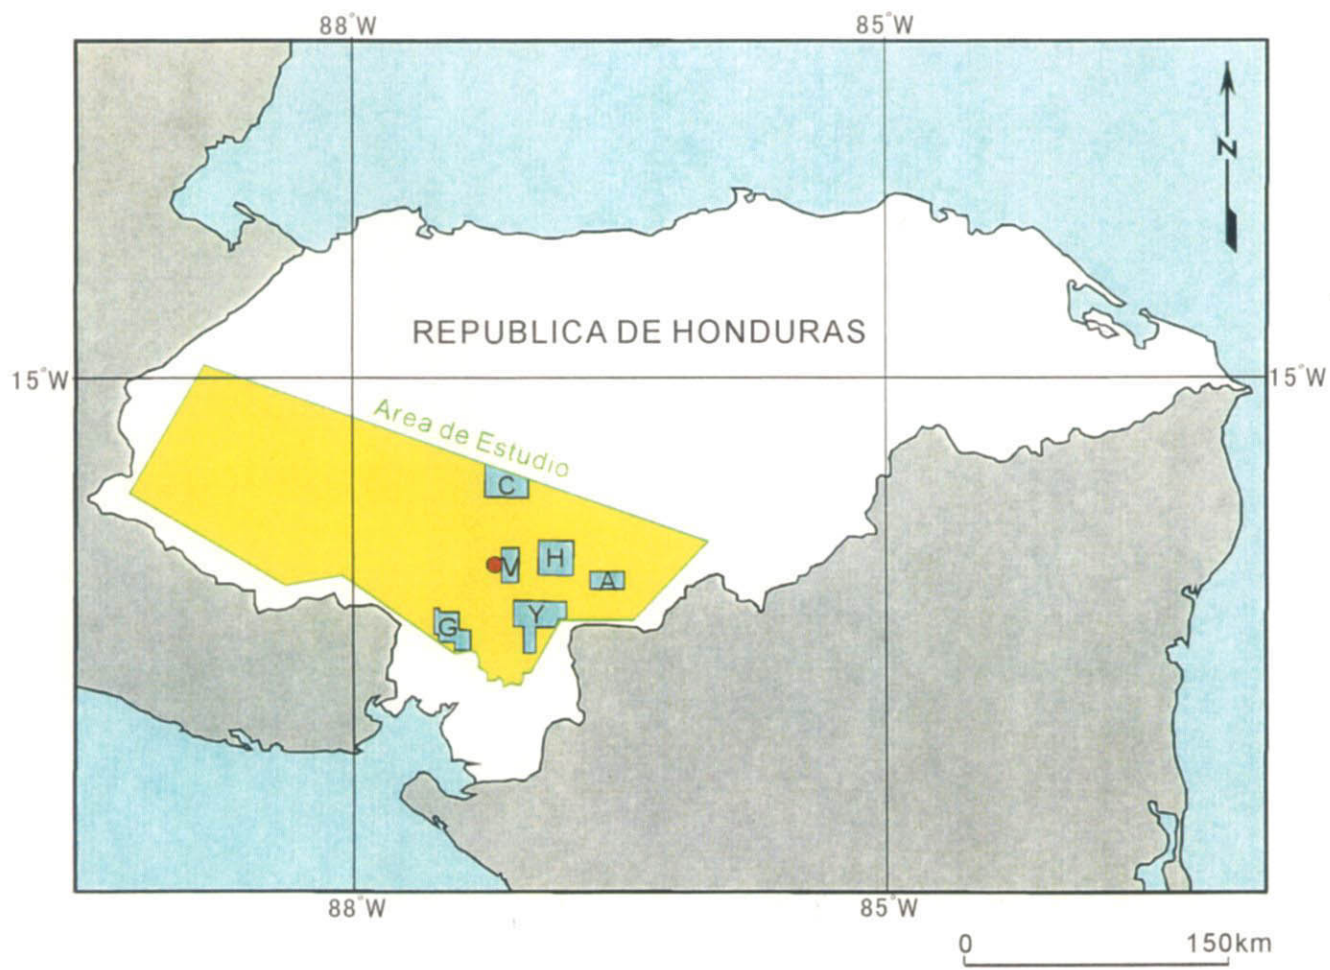 88°W 85°W
N
REPUBLICA DE HONDURAS
15°W 15°W
Area de Estudio
C
V H A
G Y
88°W 85°W
0 150km